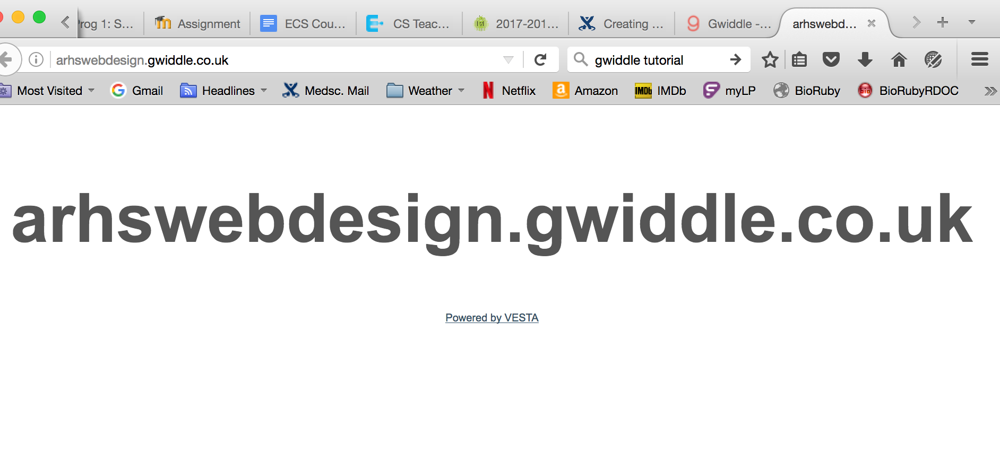 Prog 1: S... Assignment ECS Cou... CS Teac... 2017-201... Creating ... Gwiddle -... arhswebd...
arhswebdesign.gwiddle.co.uk gwiddle tutorial
Most Visited Gmail Headlines Medsc. Mail Weather Netflix Amazon IMDb myLP BioRuby BioRubyRDOC
arhswebdesign.gwiddle.co.uk
Powered by VESTA